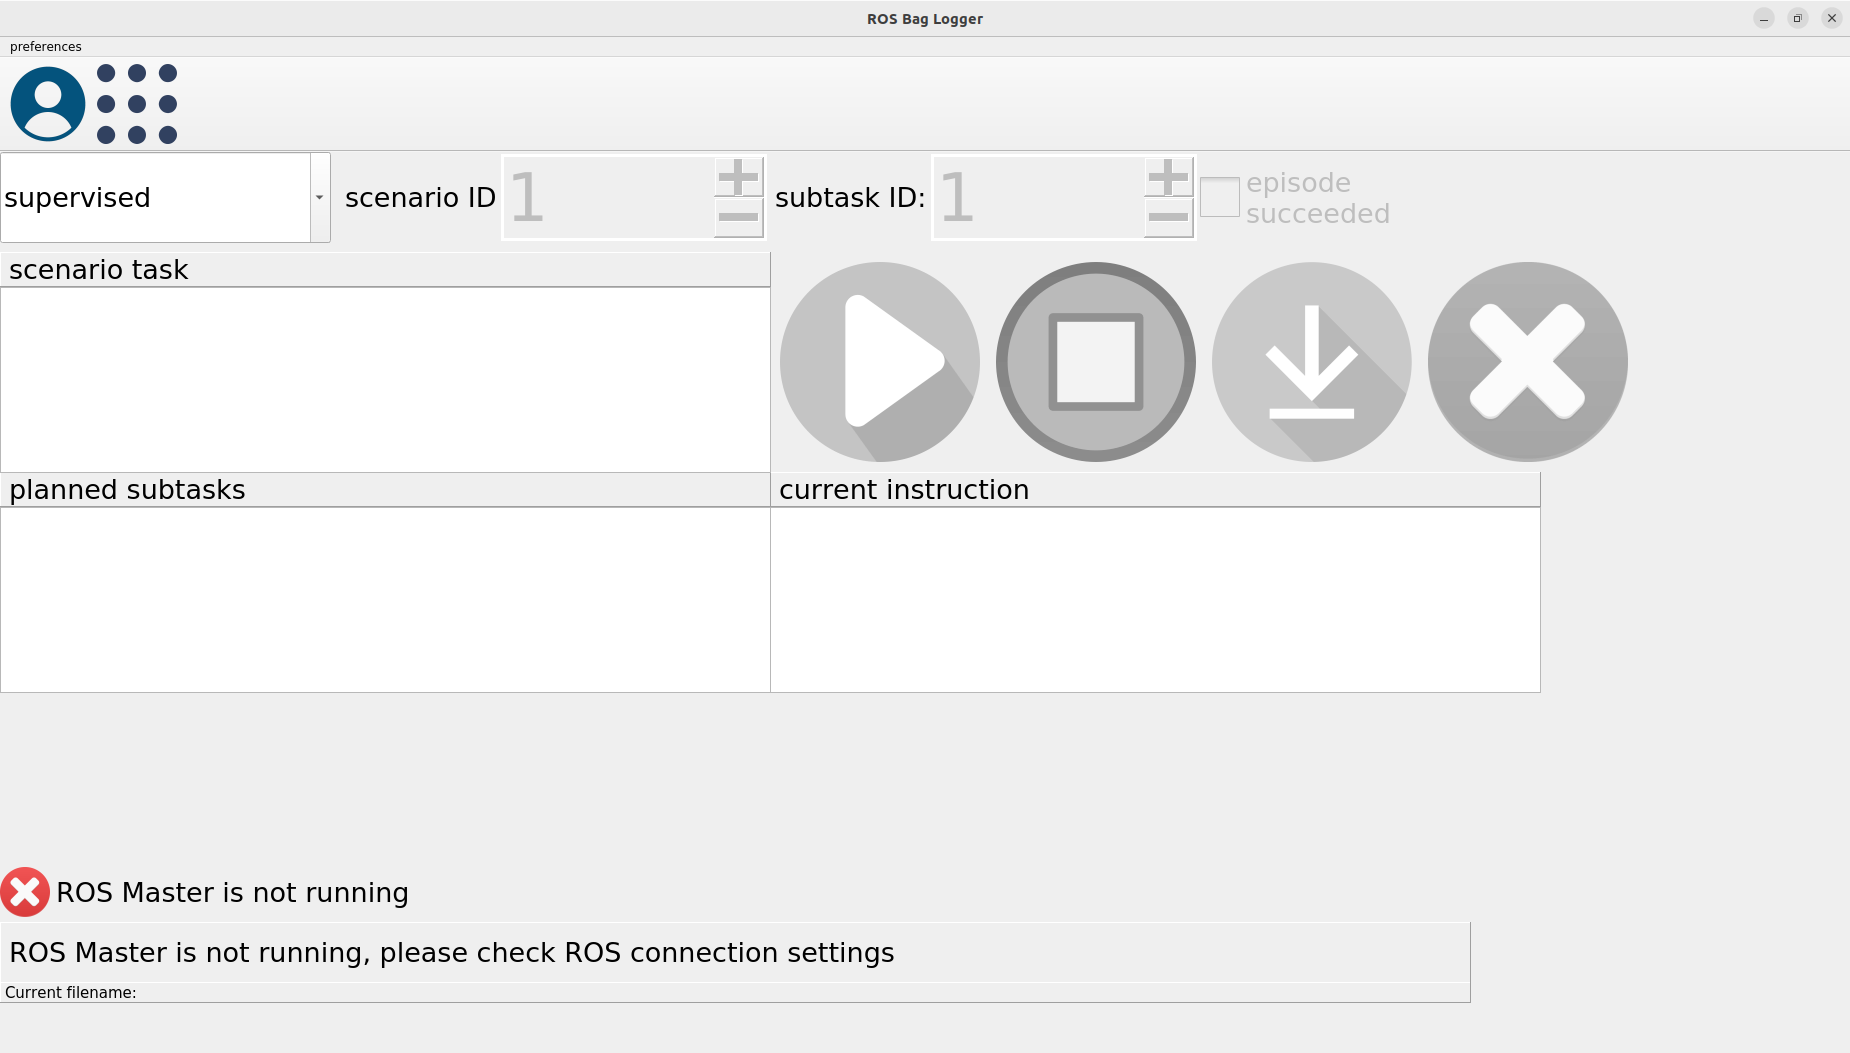 ROS Bag Logger
preferences
supervised
scenario ID
1
subtask ID:
1
episode
succeeded
scenario task
planned subtasks
current instruction
ROS Master is not running
ROS Master is not running, please check ROS connection settings
Current filename: